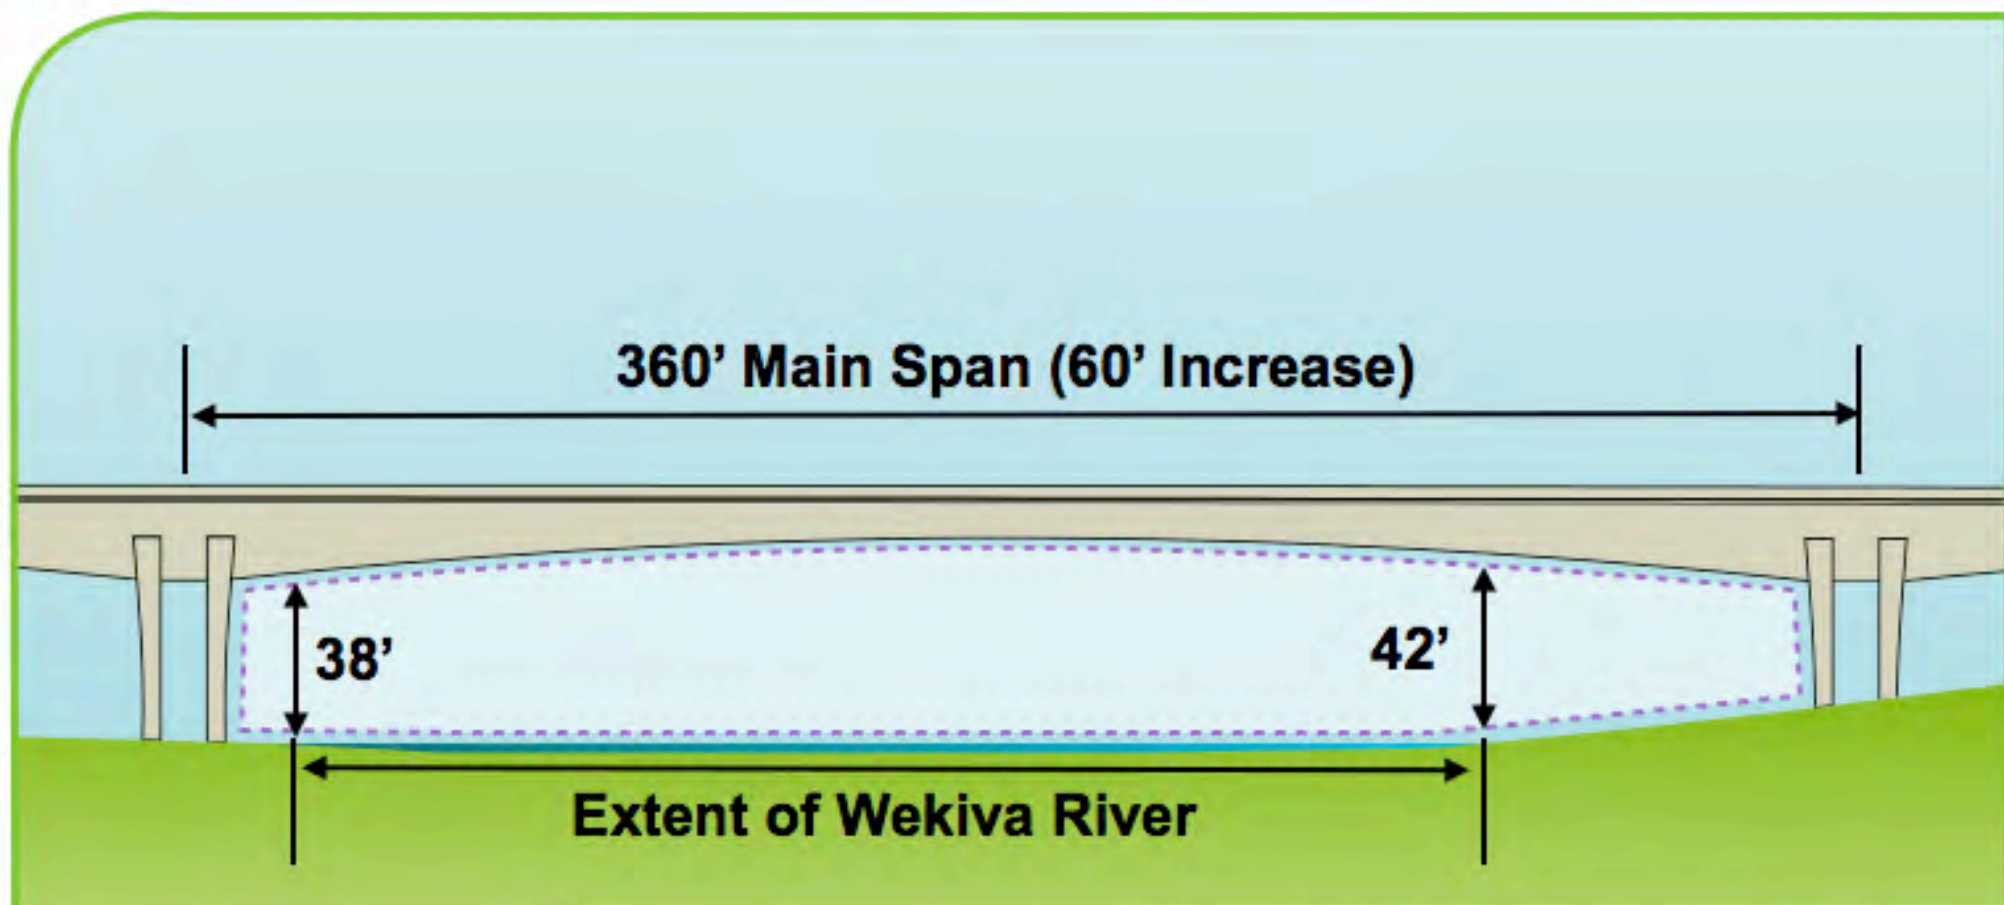 360’ Main Span (60’ Increase)
38’
42’
Extent of Wekiva River